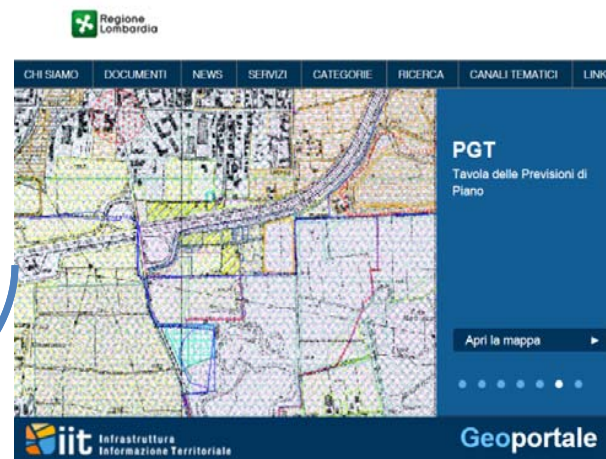 Regione
Lombardia
CHI SIAMO DOCUMENTI NEWS SERVIZI CATEGORIE RICERCA CANALI TEMATICI LINK
PGT
Tavola delle Previsioni di
Piano
Apri la mappa
iit Infrastruttura
Informazione Territoriale
Geoportale